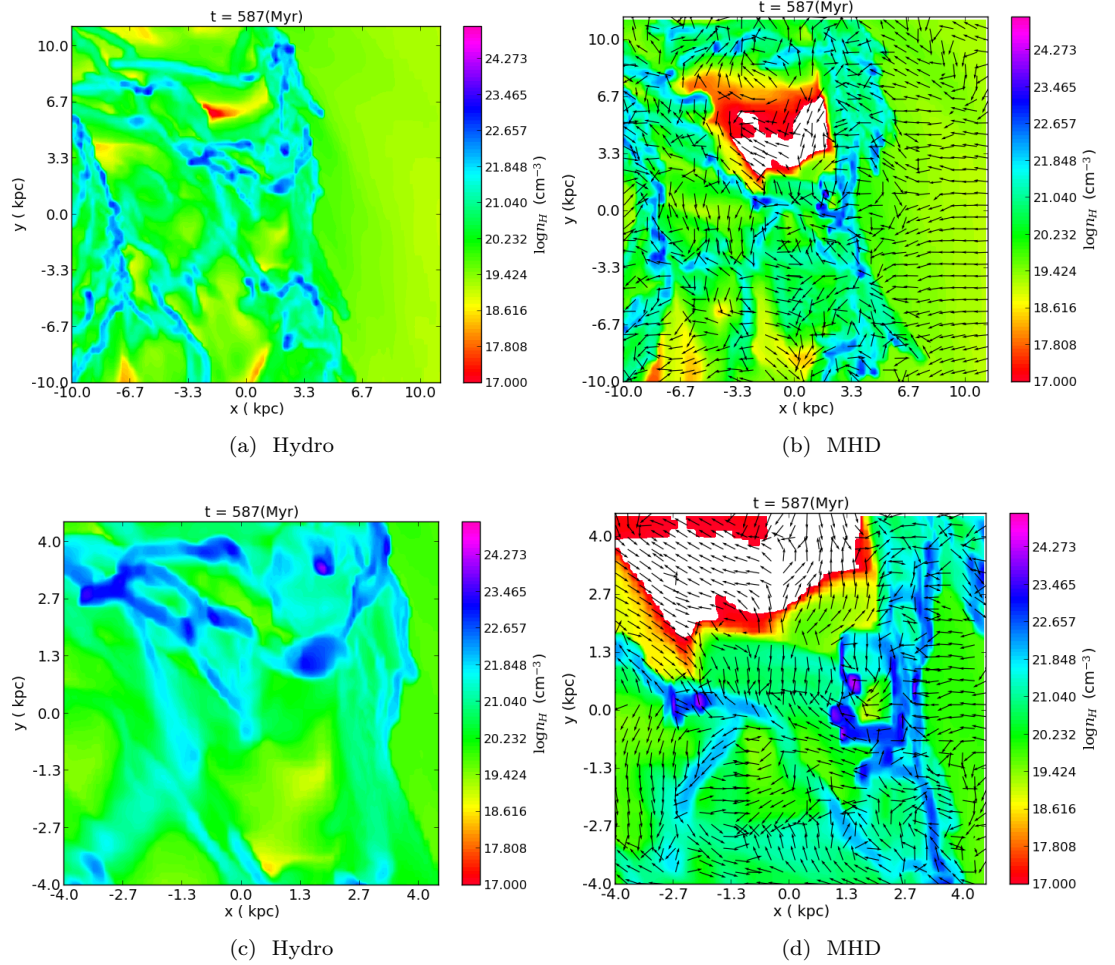 t = 587(Myr)
10.0
6.7
3.3
0.0
-3.3
-6.7
-10.0
y ( kpc)
-10.0 -6.7 -3.3 0.0 3.3 6.7 10.0
x ( kpc)
24.273
23.465
22.657
21.848
21.040
20.232
19.424
18.616
17.808
17.000
log n_H (cm⁻³)
(a) Hydro
t = 587(Myr)
10.0
6.7
3.3
0.0
-3.3
-6.7
-10.0
y (kpc)
-10.0 -6.7 -3.3 0.0 3.3 6.7 10.0
x ( kpc)
24.273
23.465
22.657
21.848
21.040
20.232
19.424
18.616
17.808
17.000
log n_H (cm⁻³)
(b) MHD
t = 587(Myr)
4.0
2.7
1.3
0.0
-1.3
-2.7
-4.0
y ( kpc)
-4.0 -2.7 -1.3 0.0 1.3 2.7 4.0
x ( kpc)
24.273
23.465
22.657
21.848
21.040
20.232
19.424
18.616
17.808
17.000
log n_H (cm⁻³)
(c) Hydro
t = 587(Myr)
4.0
2.7
1.3
0.0
-1.3
-2.7
-4.0
y (kpc)
-4.0 -2.7 -1.3 0.0 1.3 2.7 4.0
x ( kpc)
24.273
23.465
22.657
21.848
21.040
20.232
19.424
18.616
17.808
17.000
log n_H (cm⁻³)
(d) MHD